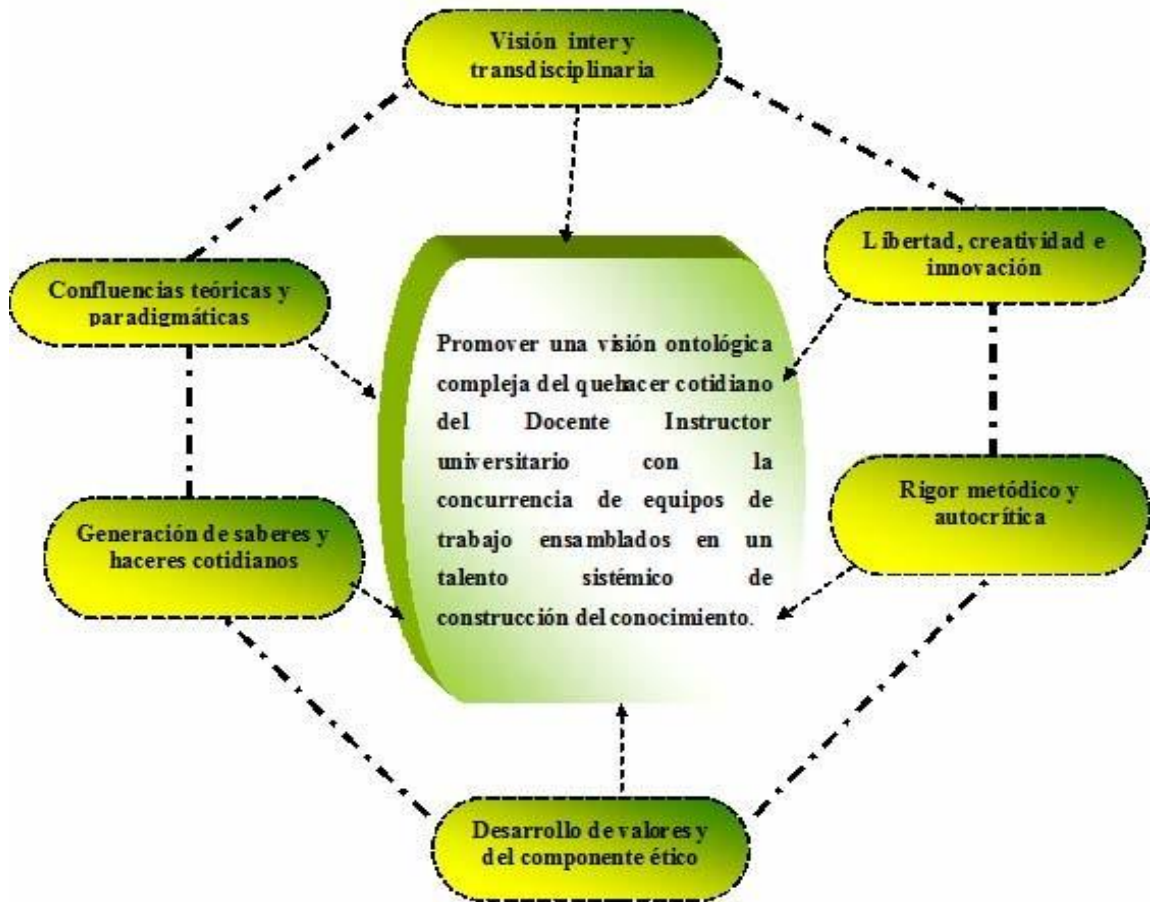 Visión inter y
transdisciplinaria
Libertad, creatividad e
innovación
Confluencias teóricas y
paradigmáticas
Promover una visión ontológica
compleja del quehacer cotidiano
del Docente Instructor
universitario con la
concurrencia de equipos de
trabajo ensamblados en un
talento sistémico de
construcción del conocimiento.
Rigor metódico y
autocrítica
Generación de saberes y
haceres cotidianos
Desarrollo de valores y
del componente ético